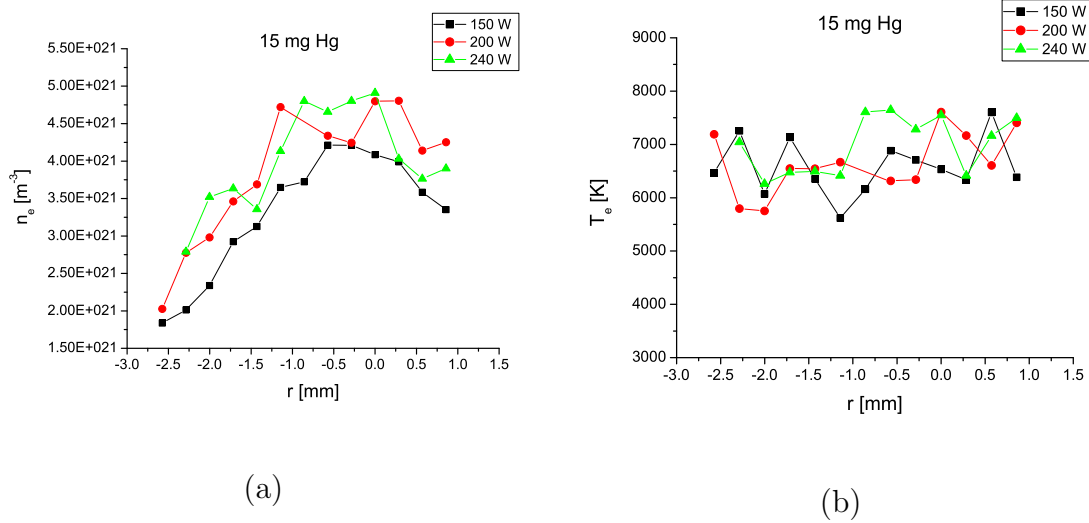 15 mg Hg
150 W
200 W
240 W
5.50E+021
5.00E+021
4.50E+021
4.00E+021
3.50E+021
3.00E+021
2.50E+021
2.00E+021
1.50E+021
n_e [m^-3]
-3.0 -2.5 -2.0 -1.5 -1.0 -0.5 0.0 0.5 1.0 1.5
r [mm]
(a)
15 mg Hg
150 W
200 W
240 W
9000
8000
7000
6000
5000
4000
3000
T_e [K]
-3.0 -2.5 -2.0 -1.5 -1.0 -0.5 0.0 0.5 1.0 1.5
r [mm]
(b)